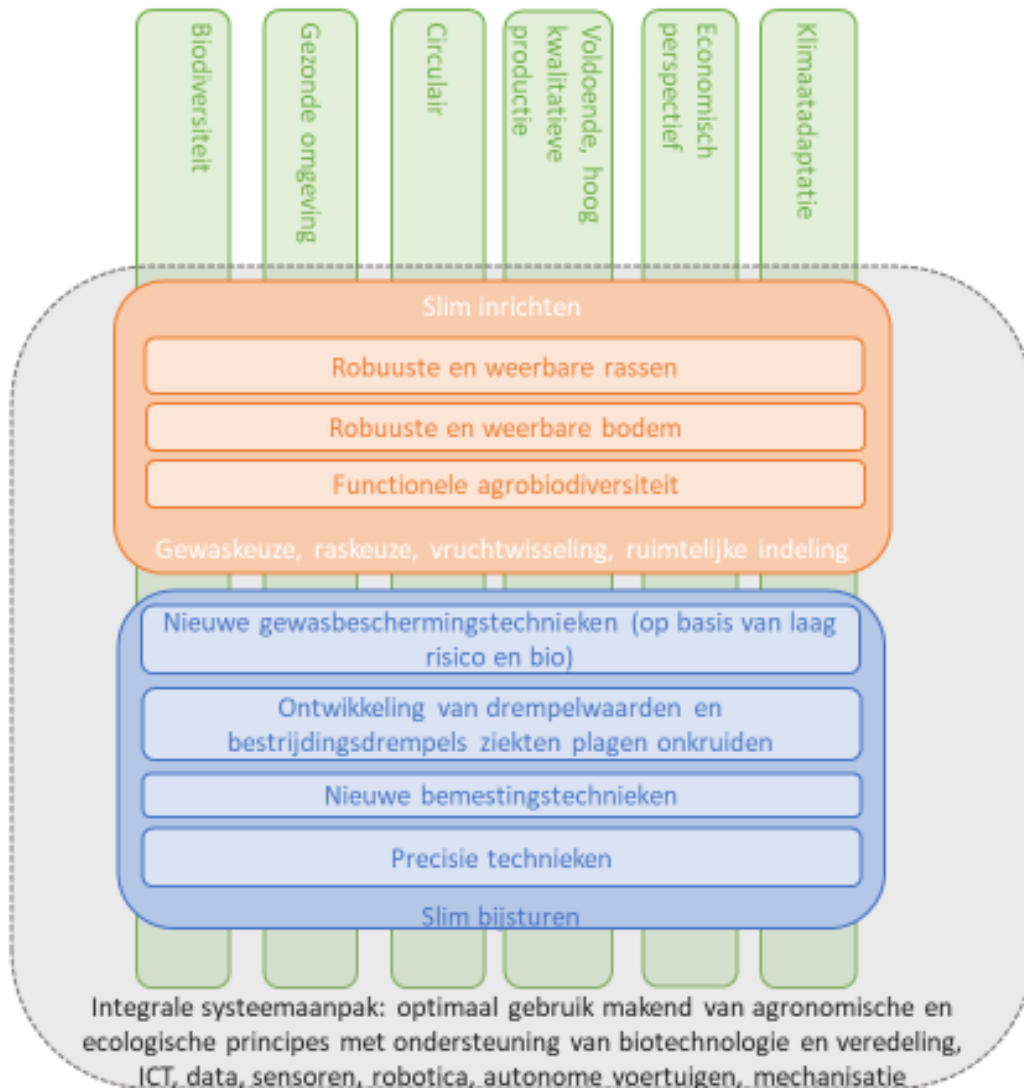 Biodiversiteit
Gezonde omgeving
Circulair
Voldoende, hoog
kwalitatieve
productie
Economisch
perspectief
Klimaatadaptatie
Slim inrichten
Robuuste en weerbare rassen
Robuuste en weerbare bodem
Functionele agrobiodiversiteit
Gewaskeuze, raskeuze, vruchtwisseling, ruimtelijke indeling
Nieuwe gewasbeschermingstechnieken (op basis van laag
risico en bio)
Ontwikkeling van drempelwaarden en
bestrijdingsdrempels ziekten plagen onkruiden
Nieuwe bemestingstechnieken
Precisie technieken
Slim bijsturen
Integrale systeemaanpak: optimaal gebruik makend van agronomische en
ecologische principes met ondersteuning van biotechnologie en veredeling,
ICT, data, sensoren, robotica, autonome voertuigen, mechanisatie